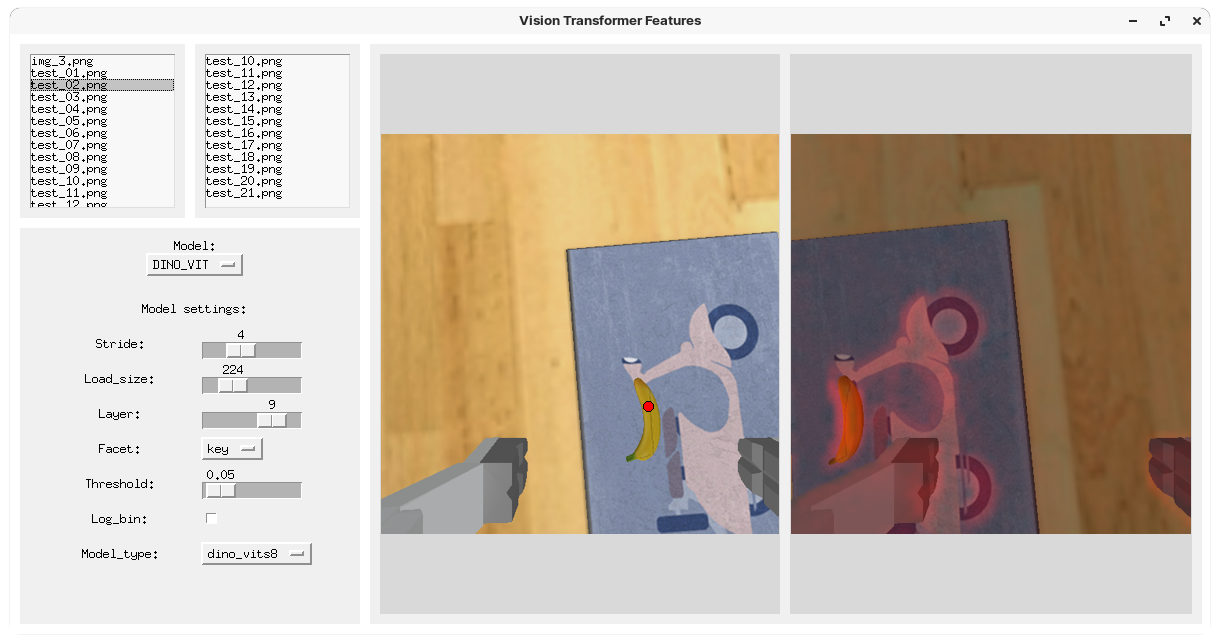 Vision Transformer Features
img_3.png
test_01.png
test_02.png
test_03.png
test_04.png
test_05.png
test_06.png
test_07.png
test_08.png
test_09.png
test_10.png
test_11.png
test_12.png
test_10.png
test_11.png
test_12.png
test_13.png
test_14.png
test_15.png
test_16.png
test_17.png
test_18.png
test_19.png
test_20.png
test_21.png
Model:
DINO_VIT
Model settings:
4
Stride:
224
Load_size:
9
Layer:
Facet: key
0.05
Threshold:
Log_bin:
Model_type: dino_vits8